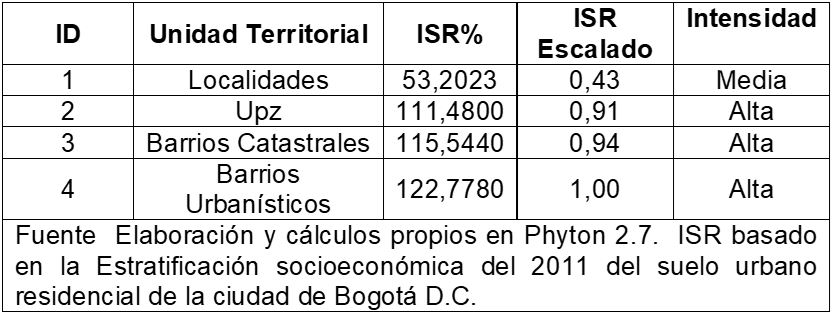 ID Unidad Territorial ISR% ISR Escalado Intensidad
1 Localidades 53,2023 0,43 Media
2 Upz 111,4800 0,91 Alta
3 Barrios Catastrales 115,5440 0,94 Alta
4 Barrios Urbanísticos 122,7780 1,00 Alta
Fuente Elaboración y cálculos propios en Phyton 2.7. ISR basado
en la Estratificación socioeconómica del 2011 del suelo urbano
residencial de la ciudad de Bogotá D.C.